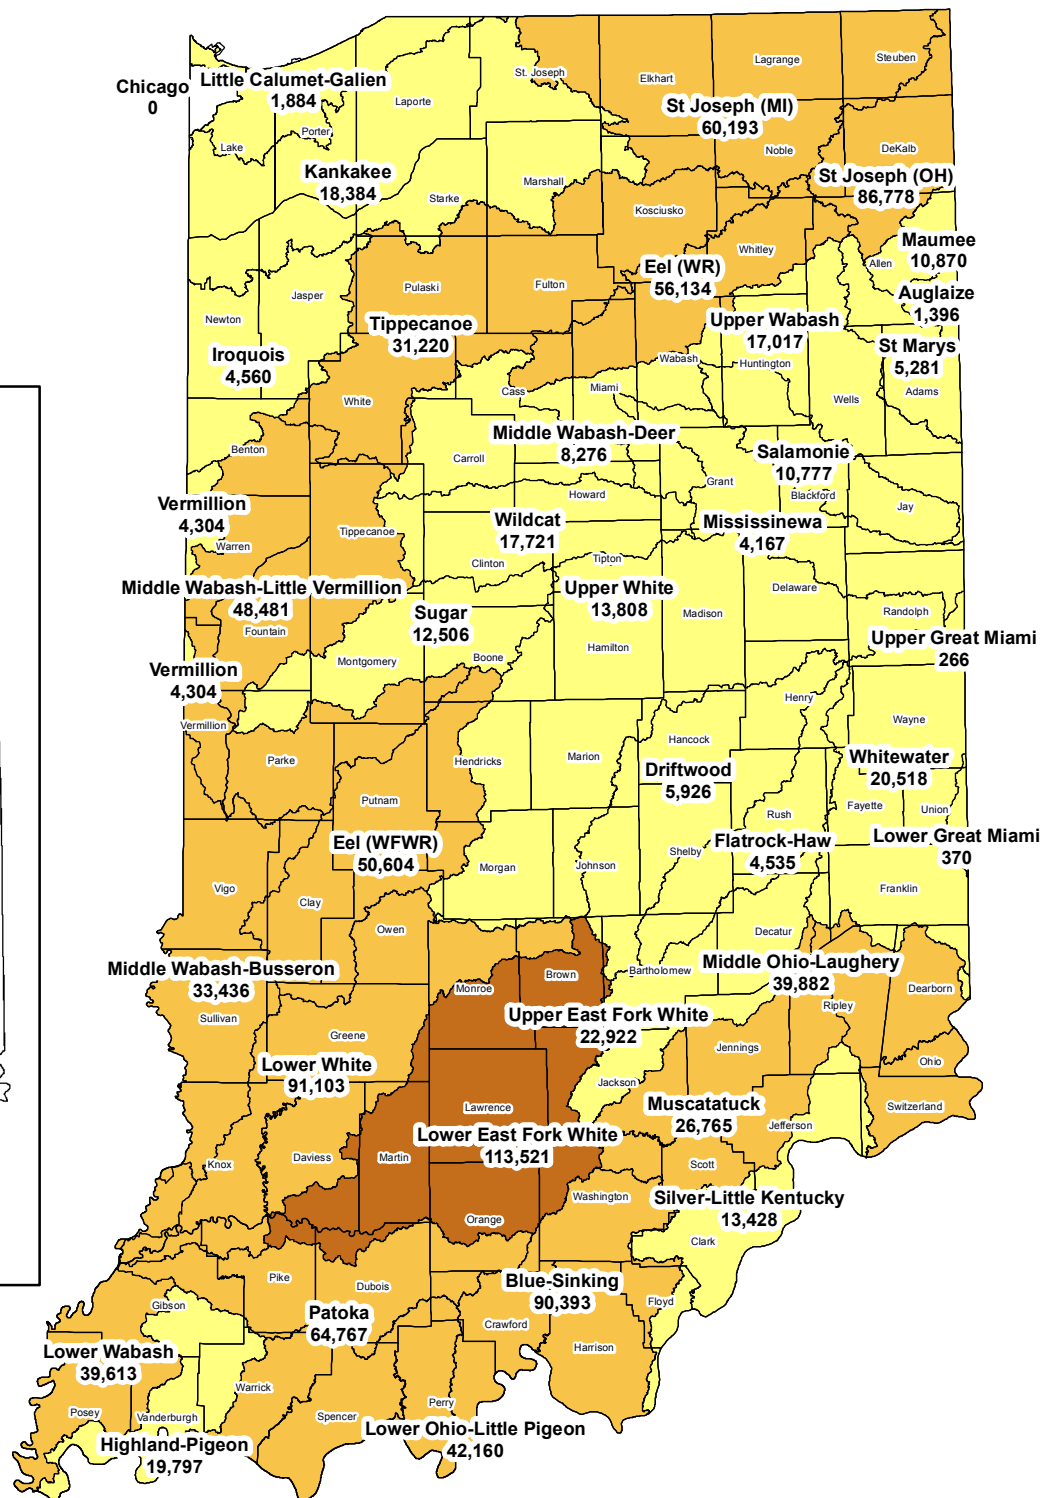 St. Joseph
Elkhart
Lagrange
Steuben
Chicago
0
Little Calumet-Galien
1,884
Laporte
St Joseph (MI)
60,193
Lake
Porter
Noble
DeKalb
Kankakee
18,384
Starke
Marshall
St Joseph (OH)
86,778
Kosciusko
Whitley
Maumee
10,870
Allen
Eel (WR)
56,134
Jasper
Pulaski
Fulton
Auglaize
1,396
Newton
Tippecanoe
31,220
Upper Wabash
17,017
Iroquois
4,560
Wabash
Huntington
St Marys
5,281
White
Cass
Miami
Wells
Adams
Benton
Carroll
Middle Wabash-Deer
8,276
Salamonie
10,777
Grant
Blackford
Jay
Howard
Vermillion
4,304
Warren
Tippecanoe
Wildcat
17,721
Mississinewa
4,167
Clinton
Tipton
Middle Wabash-Little Vermillion
48,481
Fountain
Sugar
12,506
Upper White
13,808
Madison
Delaware
Randolph
Upper Great Miami
266
Montgomery
Boone
Hamilton
Vermillion
4,304
Vermillion
Henry
Wayne
Parke
Hendricks
Marion
Hancock
Driftwood
5,926
Whitewater
20,518
Putnam
Rush
Fayette
Union
Eel (WFWR)
50,604
Flatrock-Haw
4,535
Lower Great Miami
370
Morgan
Johnson
Shelby
Vigo
Clay
Franklin
Owen
Decatur
Middle Wabash-Busseron
33,436
Monroe
Brown
Bartholomew
Middle Ohio-Laughery
39,882
Dearborn
Sullivan
Greene
Upper East Fork White
22,922
Ripley
Jennings
Ohio
Lower White
91,103
Jackson
Lawrence
Muscatatuck
26,765
Jefferson
Switzerland
Lower East Fork White
113,521
Knox
Daviess
Martin
Scott
Washington
Silver-Little Kentucky
13,428
Orange
Clark
Pike
Dubois
Blue-Sinking
90,393
Gibson
Patoka
64,767
Crawford
Floyd
Lower Wabash
39,613
Harrison
Warrick
Posey
Vanderburgh
Spencer
Perry
Lower Ohio-Little Pigeon
42,160
Highland-Pigeon
19,797